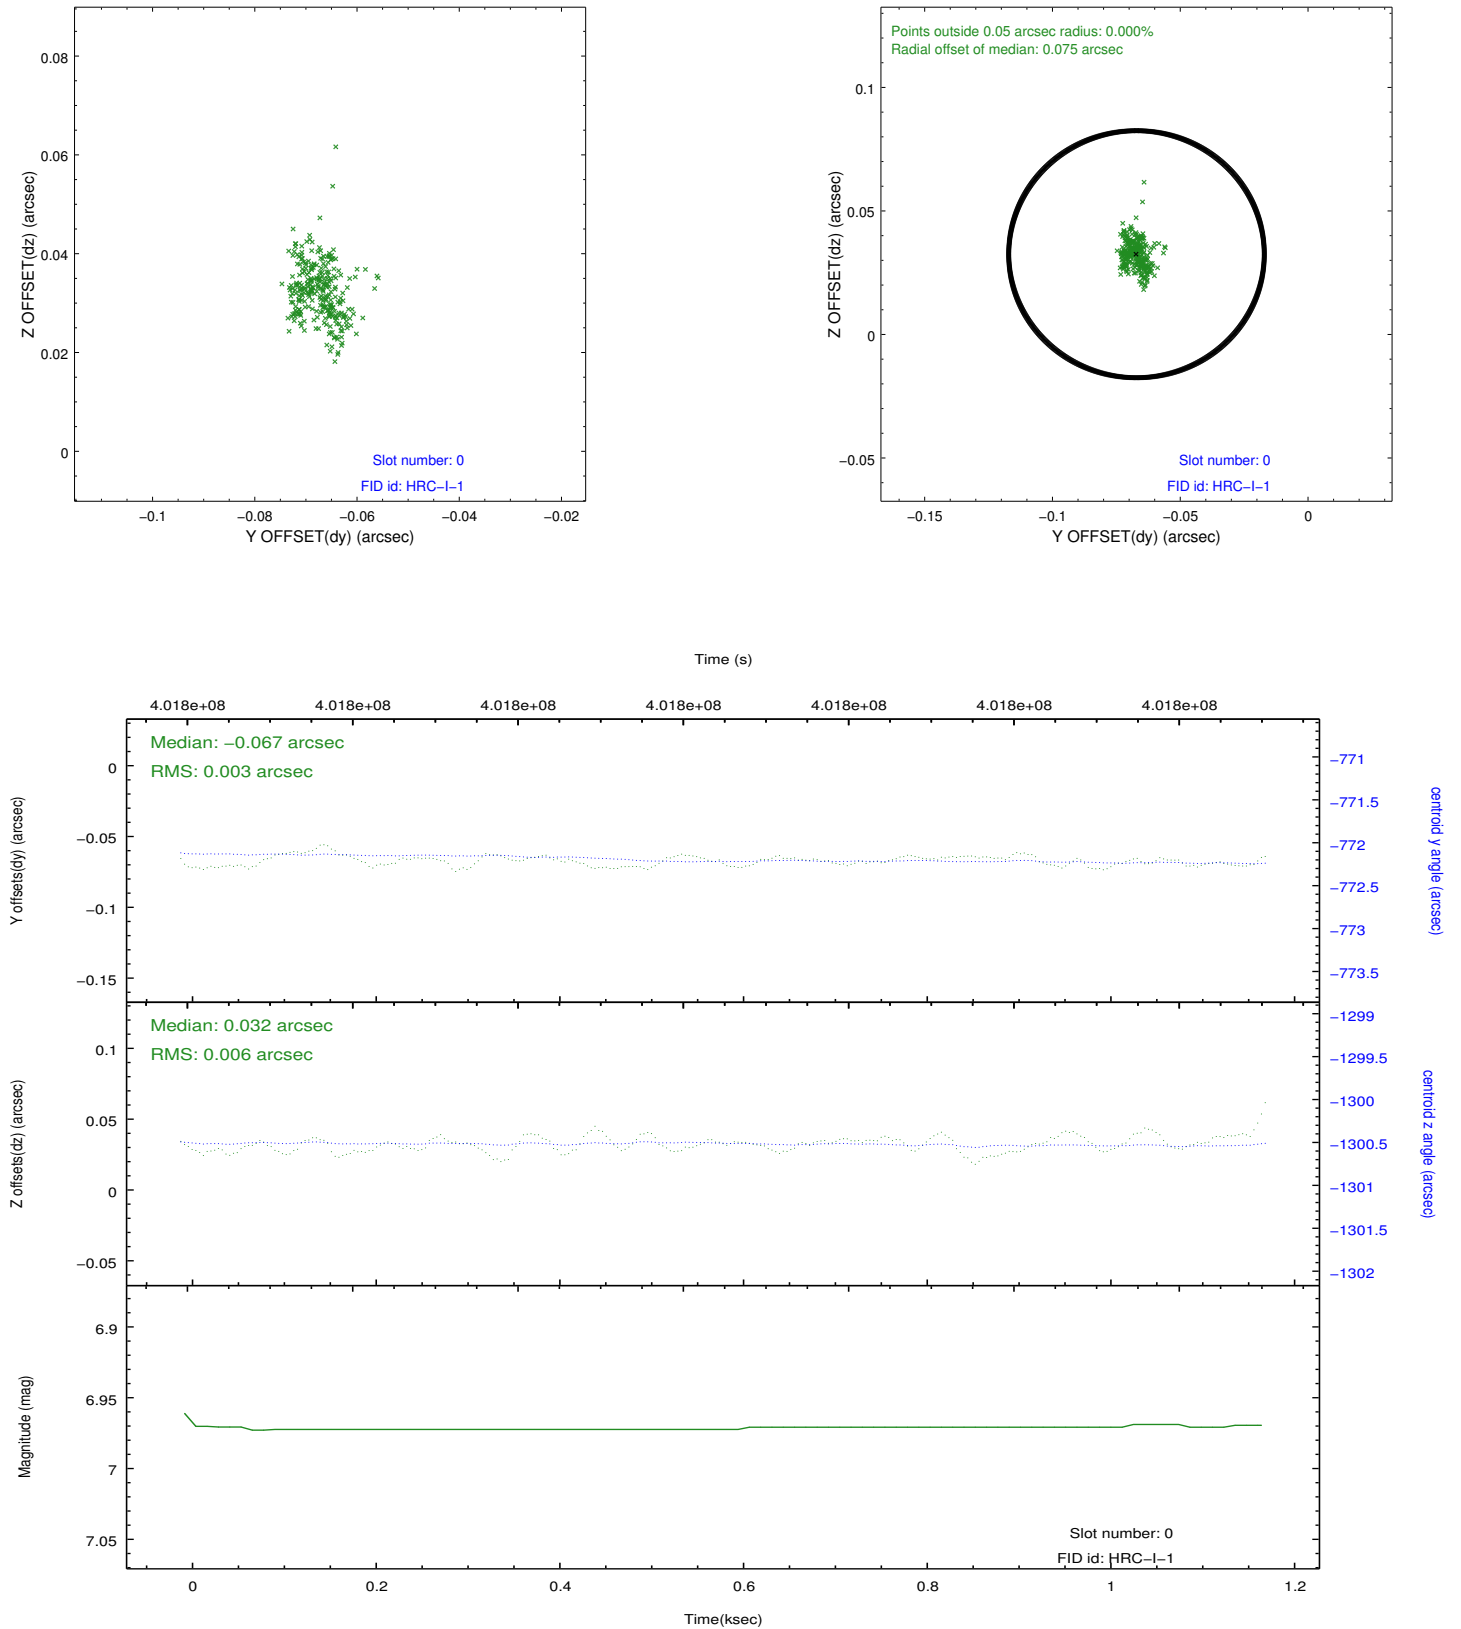 0.08
0.06
0.04
0.02
0
Z OFFSET(dz) (arcsec)
Slot number: 0
FID id: HRC−I−1
−0.1
−0.08
−0.06
−0.04
−0.02
Y OFFSET(dy) (arcsec)
Points outside 0.05 arcsec radius: 0.000%
Radial offset of median: 0.075 arcsec
0.1
0.05
0
−0.05
Z OFFSET(dz) (arcsec)
Slot number: 0
FID id: HRC−I−1
−0.15
−0.1
−0.05
0
Y OFFSET(dy) (arcsec)
Time (s)
4.018e+08
4.018e+08
4.018e+08
4.018e+08
4.018e+08
4.018e+08
4.018e+08
Median: −0.067 arcsec
RMS: 0.003 arcsec
0
−0.05
−0.1
−0.15
Y offsets(dy) (arcsec)
−771
−771.5
−772
−772.5
−773
−773.5
centroid y angle (arcsec)
Median: 0.032 arcsec
RMS: 0.006 arcsec
0.1
0.05
0
−0.05
Z offsets(dz) (arcsec)
−1299
−1299.5
−1300
−1300.5
−1301
−1301.5
−1302
centroid z angle (arcsec)
6.9
6.95
7
7.05
Magnitude (mag)
Slot number: 0
FID id: HRC−I−1
0
0.2
0.4
0.6
0.8
1
1.2
Time(ksec)